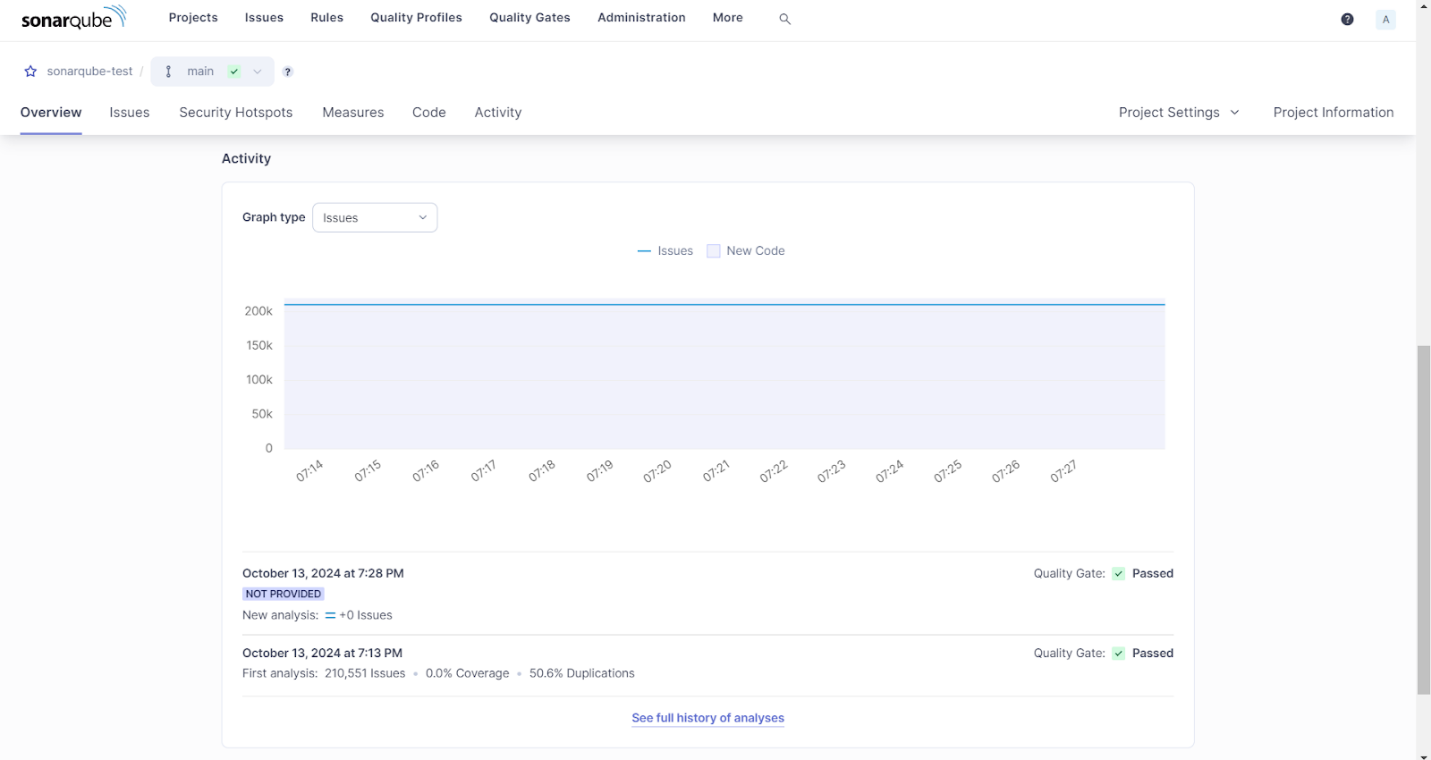 sonarqube Projects Issues Rules Quality Profiles Quality Gates Administration More ? A
sonarqube-test / main ?
Overview Issues Security Hotspots Measures Code Activity Project Settings Project Information
Activity
Graph type Issues
Issues New Code
200k
150k
100k
50k
0
07:14 07:15 07:16 07:17 07:18 07:19 07:20 07:21 07:22 07:23 07:24 07:25 07:26 07:27
October 13, 2024 at 7:28 PM Quality Gate: Passed
NOT PROVIDED
New analysis: +0 Issues
October 13, 2024 at 7:13 PM Quality Gate: Passed
First analysis: 210,551 Issues • 0.0% Coverage • 50.6% Duplications
See full history of analyses